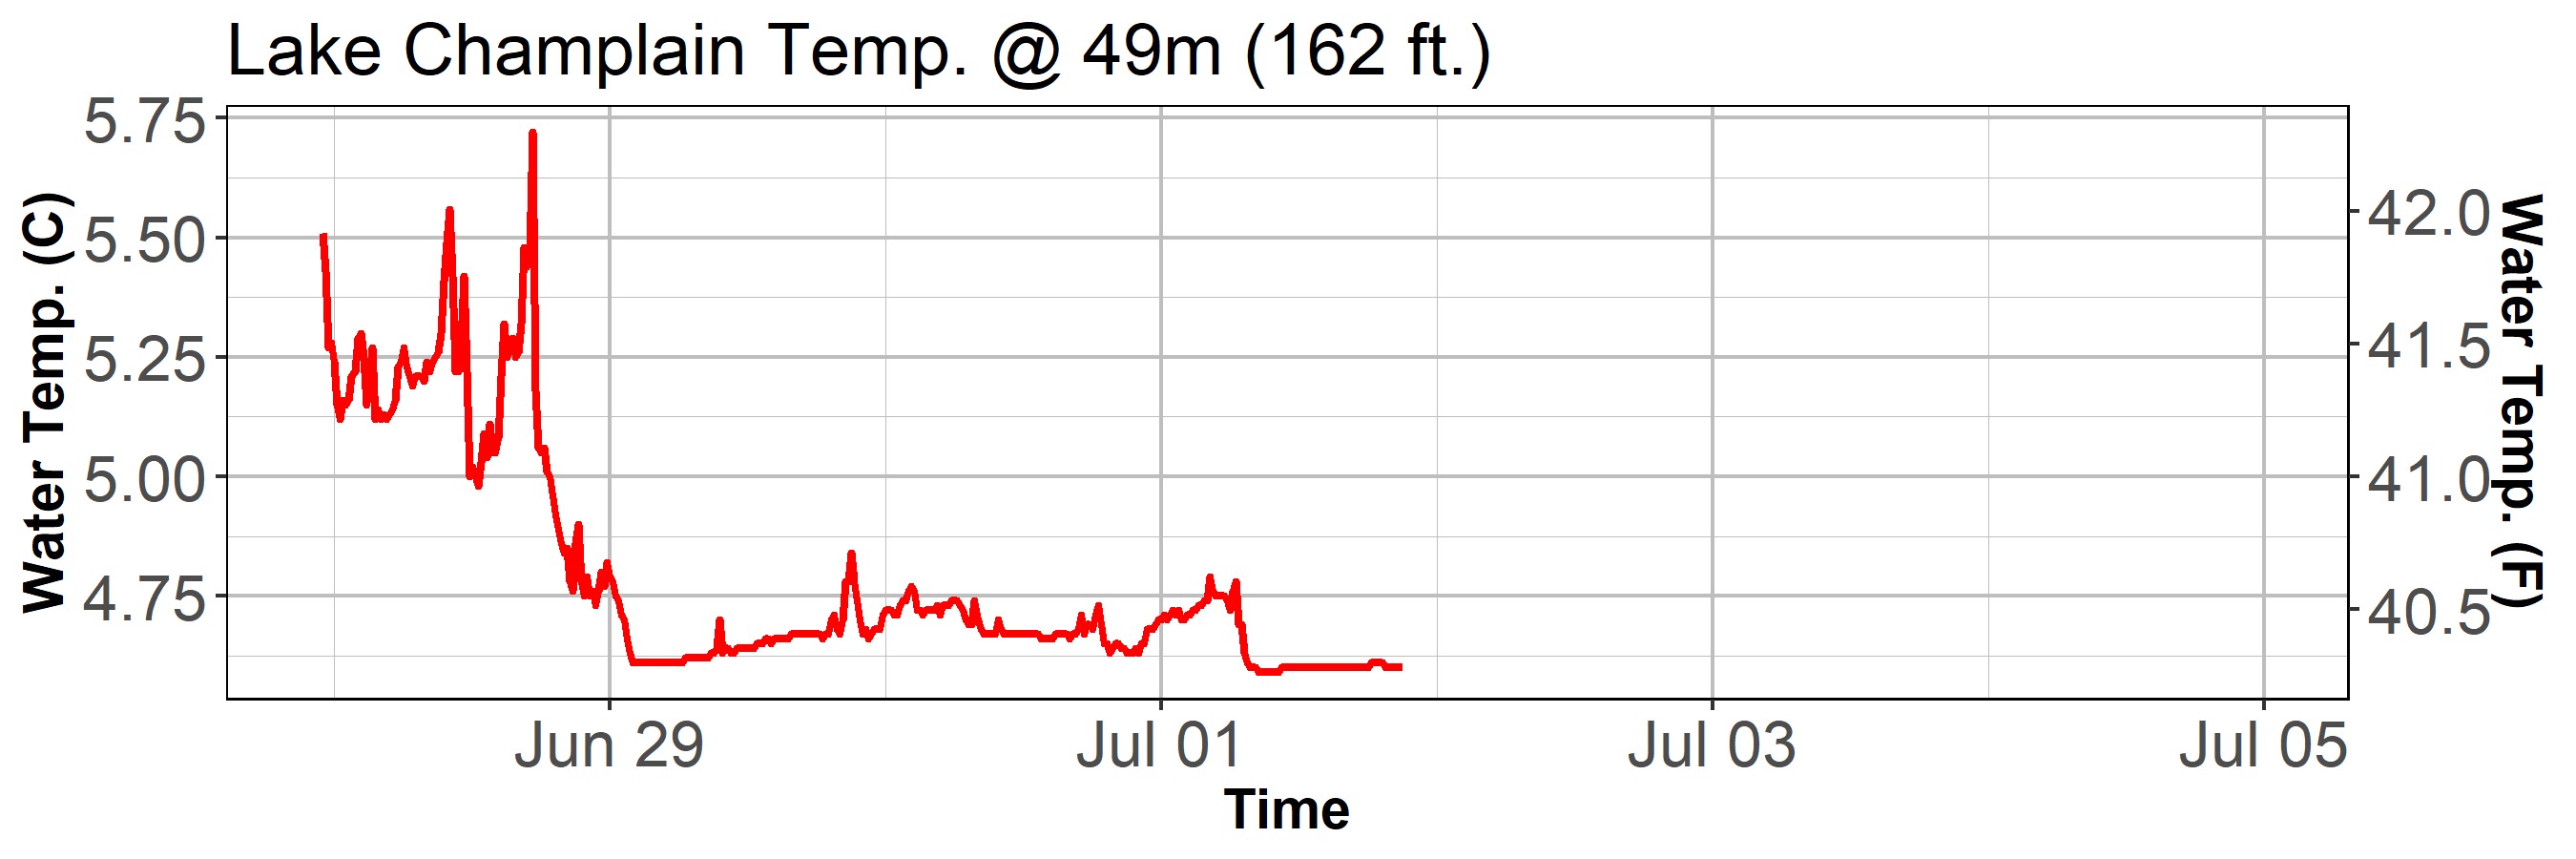 Lake Champlain Temp. @ 49m (162 ft.)
Water Temp. (C)
5.75
5.50
5.25
5.00
4.75
42.0
41.5
41.0
40.5
Water Temp. (F)
Jun 29
Jul 01
Jul 03
Jul 05
Time